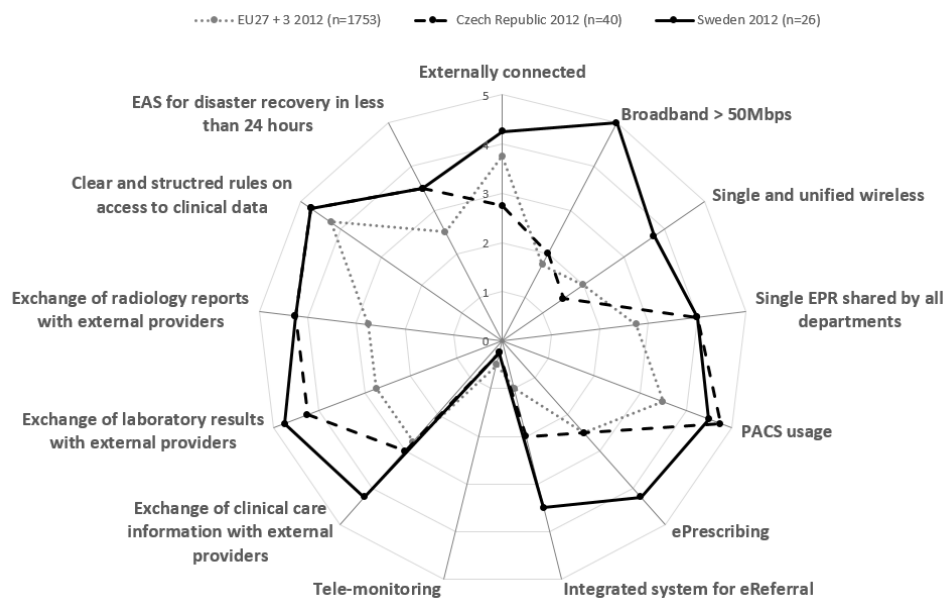 EU27 + 3 2012 (n=1753)
Czech Republic 2012 (n=40)
Sweden 2012 (n=26)
Externally connected
EAS for disaster recovery in less
than 24 hours
Broadband > 50Mbps
Clear and structred rules on
access to clinical data
Single and unified wireless
Exchange of radiology reports
with external providers
Single EPR shared by all
departments
Exchange of laboratory results
with external providers
PACS usage
Exchange of clinical care
information with external
providers
ePrescribing
Tele-monitoring
Integrated system for eReferral
5
4
3
2
1
0